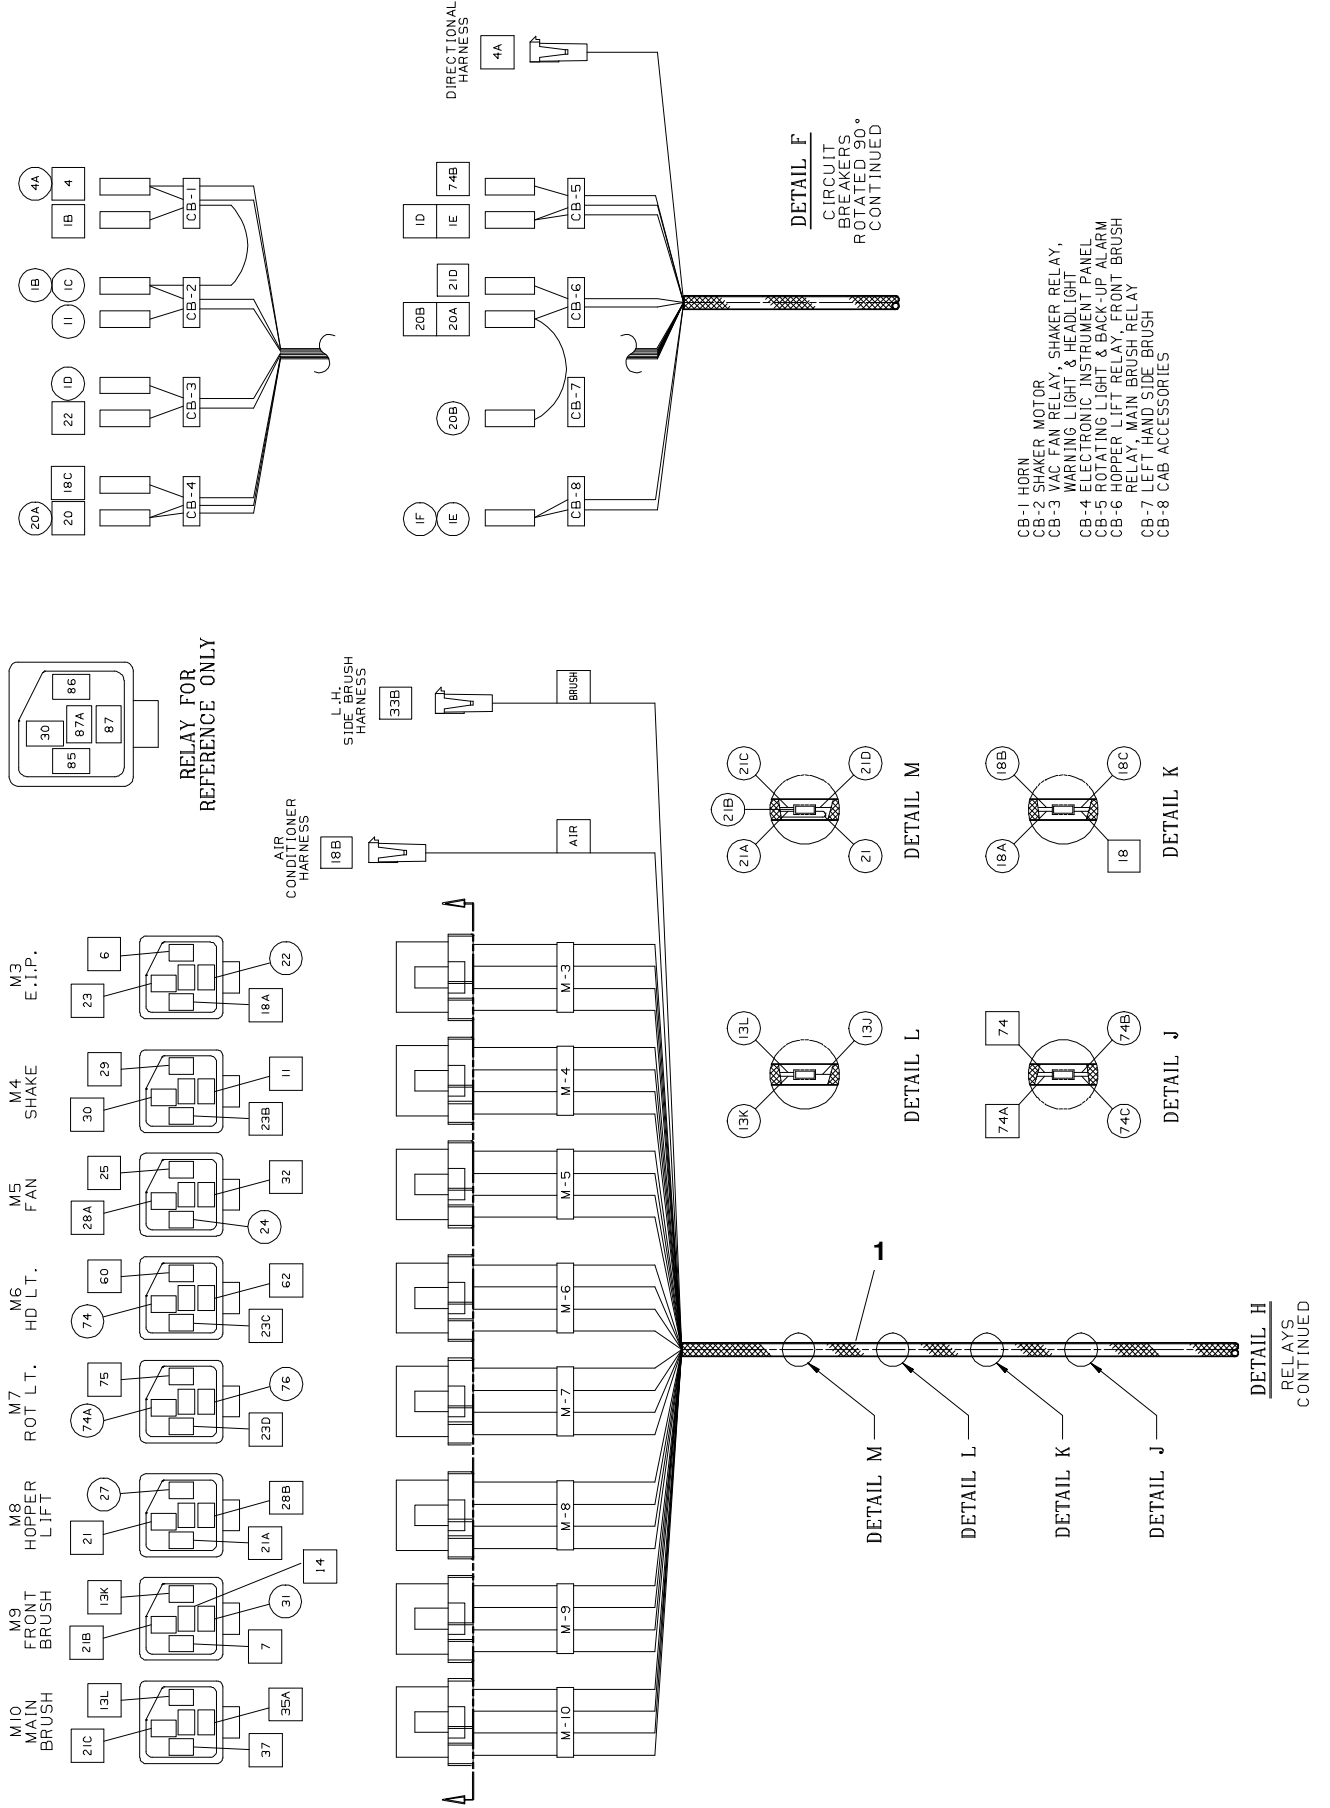 M10
MAIN
BRUSH
21C
13L
37
35A
M9
FRONT
BRUSH
21B
13K
7
31
14
M8
HOPPER
LIFT
21
27
21A
28B
M7
ROT LT.
74A
75
23D
76
M6
HD LT.
74
60
23C
62
M5
FAN
28A
25
24
32
M4
SHAKE
30
29
23B
11
M3
E.I.P.
23
6
18A
22
AIR
CONDITIONER
HARNESS
18B
L.H.
SIDE BRUSH
HARNESS
33B
30
85
87A
86
87
RELAY FOR
REFERENCE ONLY
M-10
M-9
M-8
M-7
M-6
M-5
M-4
M-3
AIR
BRUSH
1
DETAIL M
DETAIL L
DETAIL K
DETAIL J
13K
13L
13J
DETAIL L
21A
21B
21C
21
21D
DETAIL M
74A
74
74C
74B
DETAIL J
18A
18B
18
18C
DETAIL K
DETAIL H
RELAYS
CONTINUED
20A
20
18C
CB-4
22
1D
CB-3
11
1B
1C
CB-2
1B
4A
4
CB-1
1F
1E
CB-8
20B
CB-7
20B
20A
21D
CB-6
1D
1E
74B
CB-5
DIRECTIONAL
HARNESS
4A
DETAIL F
CIRCUIT
BREAKERS
ROTATED 90°
CONTINUED
CB-1 HORN
CB-2 SHAKER MOTOR
CB-3 VAC FAN RELAY, SHAKER RELAY,
WARNING LIGHT & HEADLIGHT
CB-4 ELECTRONIC INSTRUMENT PANEL
CB-5 ROTATING LIGHT & BACK-UP ALARM
CB-6 HOPPER LIFT RELAY, FRONT BRUSH
RELAY, MAIN BRUSH RELAY
CB-7 LEFT HAND SIDE BRUSH
CB-8 CAB ACCESSORIES